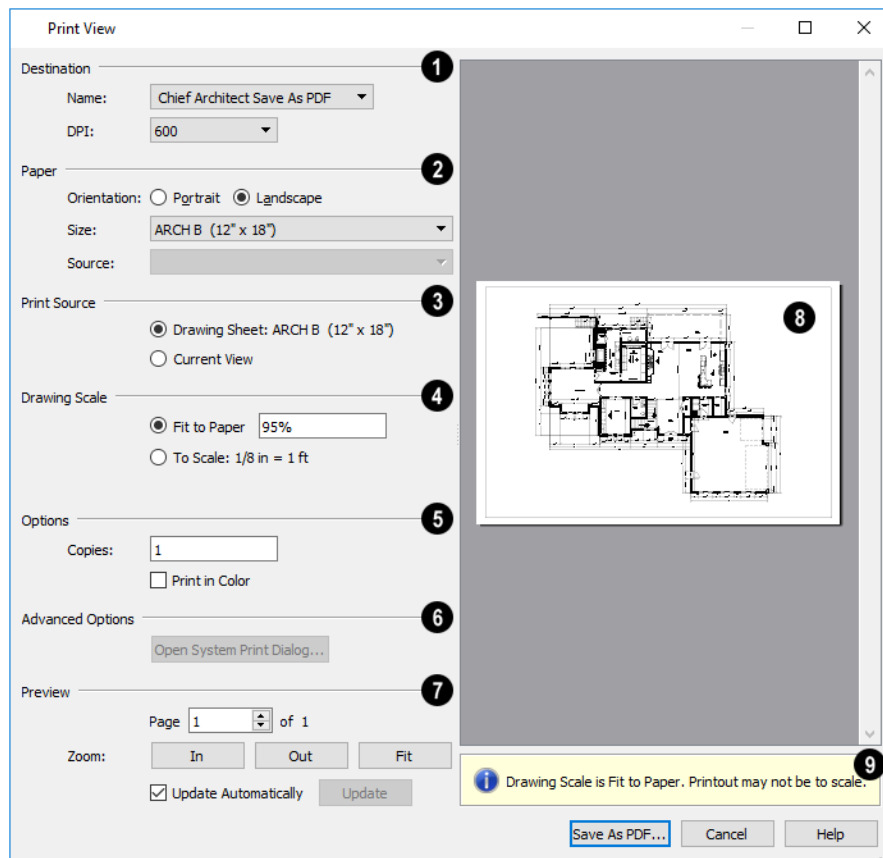 Print View
Destination 1
Name: Chief Architect Save As PDF
DPI: 600
Paper 2
Orientation: Portrait Landscape
Size: ARCH B (12" x 18")
Source:
Print Source 3
Drawing Sheet: ARCH B (12" x 18")
Current View
Drawing Scale 4
Fit to Paper 95%
To Scale: 1/8 in = 1 ft
Options 5
Copies: 1
Print in Color
Advanced Options 6
Open System Print Dialog...
Preview 7
Page 1 of 1
Zoom: In Out Fit
Update Automatically Update
8
9
Drawing Scale is Fit to Paper. Printout may not be to scale.
Save As PDF... Cancel Help